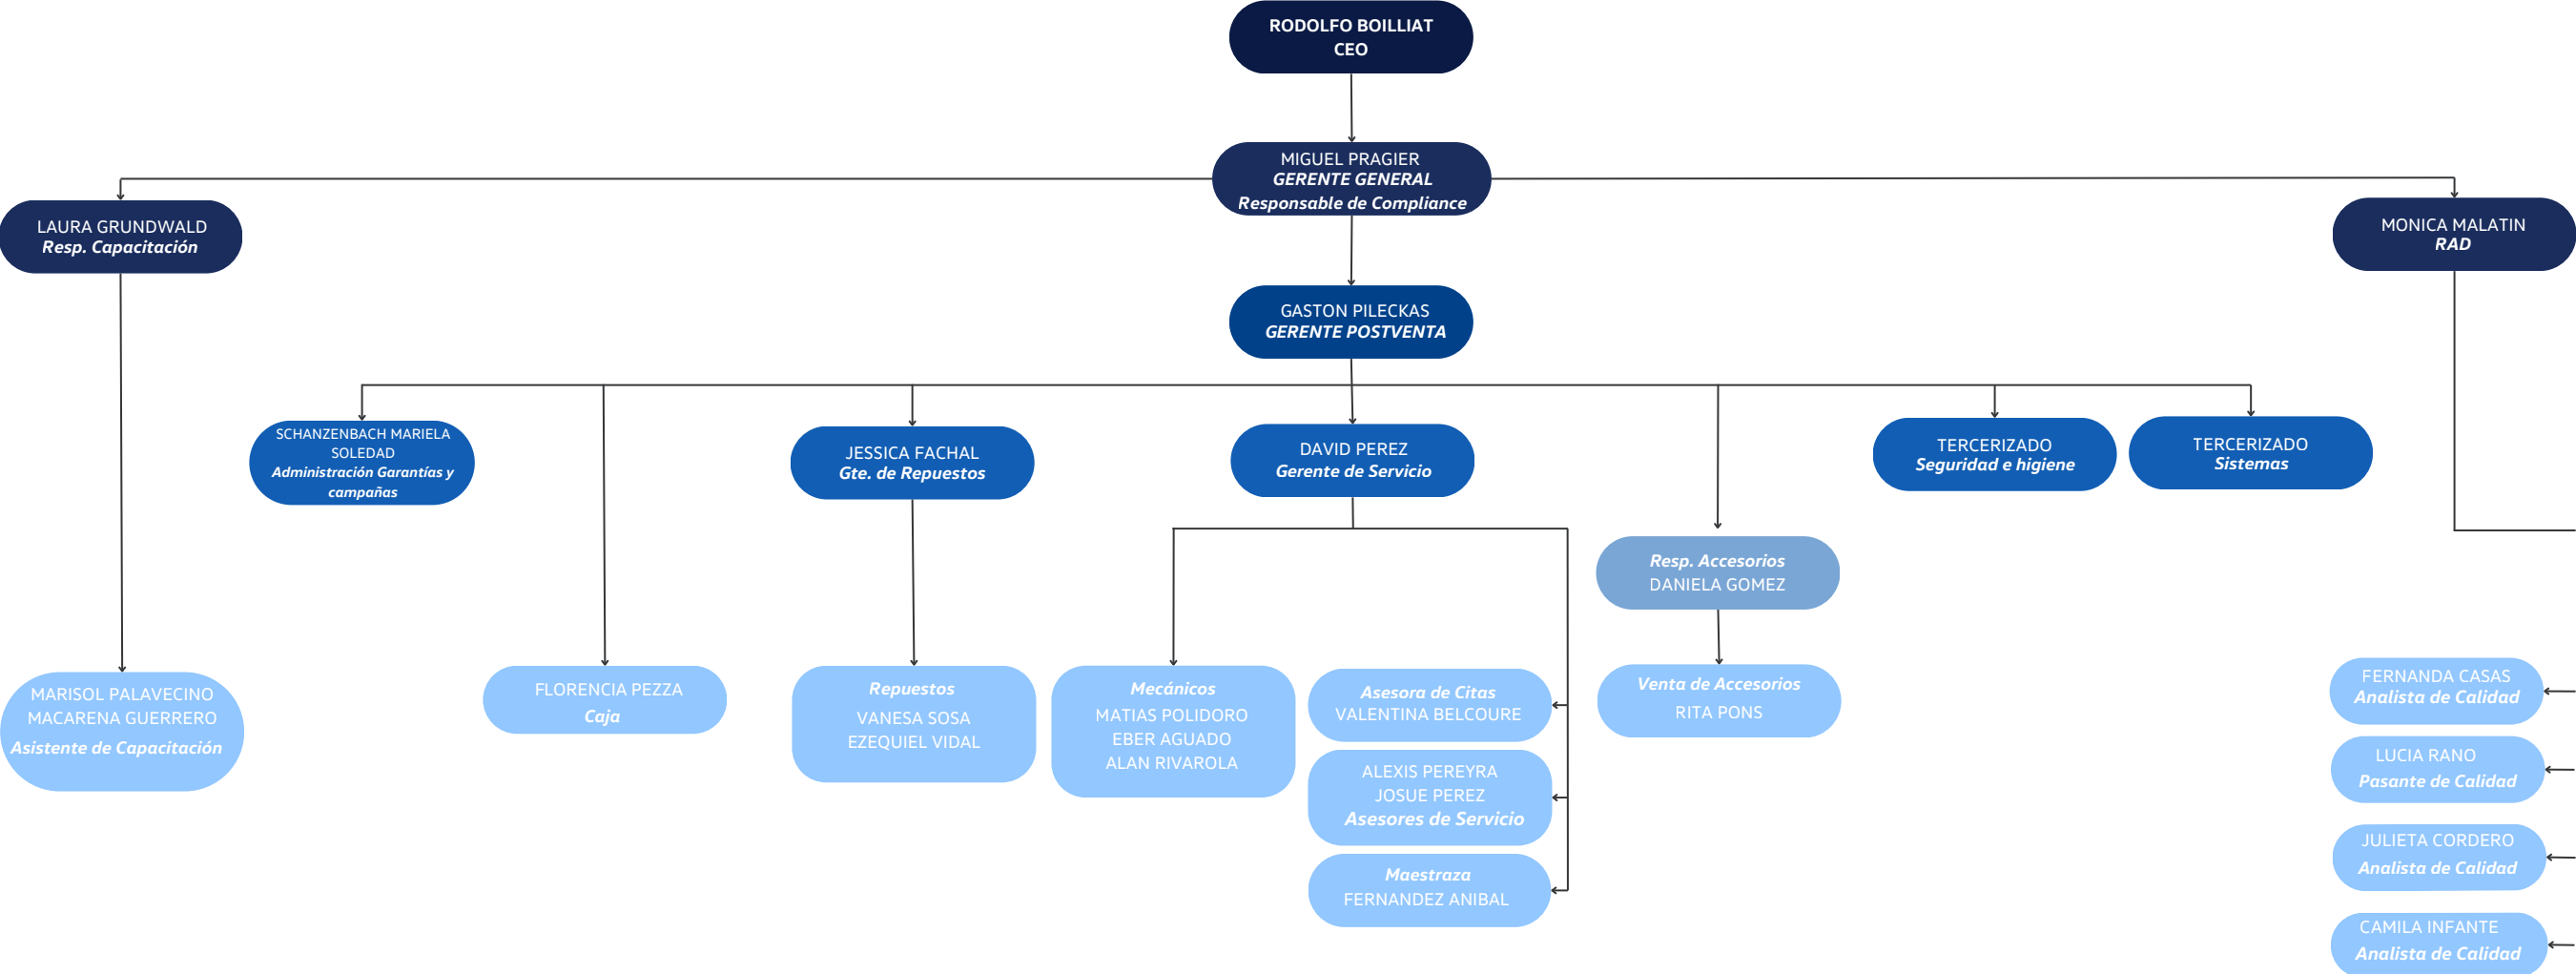 RODOLFO BOILLIAT
CEO
MIGUEL PRAGIER
GERENTE GENERAL
Responsable de Compliance
LAURA GRUNDWALD
Resp. Capacitación
MONICA MALATIN
RAD
GASTON PILECKAS
GERENTE POSTVENTA
SCHANZENBACH MARIELA
SOLEDAD
Administración Garantías y
campañas
JESSICA FACHAL
Gte. de Repuestos
DAVID PEREZ
Gerente de Servicio
TERCERIZADO
Seguridad e higiene
TERCERIZADO
Sistemas
Resp. Accesorios
DANIELA GOMEZ
MARISOL PALAVECINO
MACARENA GUERRERO
Asistente de Capacitación
FLORENCIA PEZZA
Caja
Repuestos
VANESA SOSA
EZEQUIEL VIDAL
Mecánicos
MATIAS POLIDORO
EBER AGUADO
ALAN RIVAROLA
Asesora de Citas
VALENTINA BELCOURE
ALEXIS PEREYRA
JOSUE PEREZ
Asesores de Servicio
Maestraza
FERNANDEZ ANIBAL
Venta de Accesorios
RITA PONS
FERNANDA CASAS
Analista de Calidad
LUCIA RANO
Pasante de Calidad
JULIETA CORDERO
Analista de Calidad
CAMILA INFANTE
Analista de Calidad